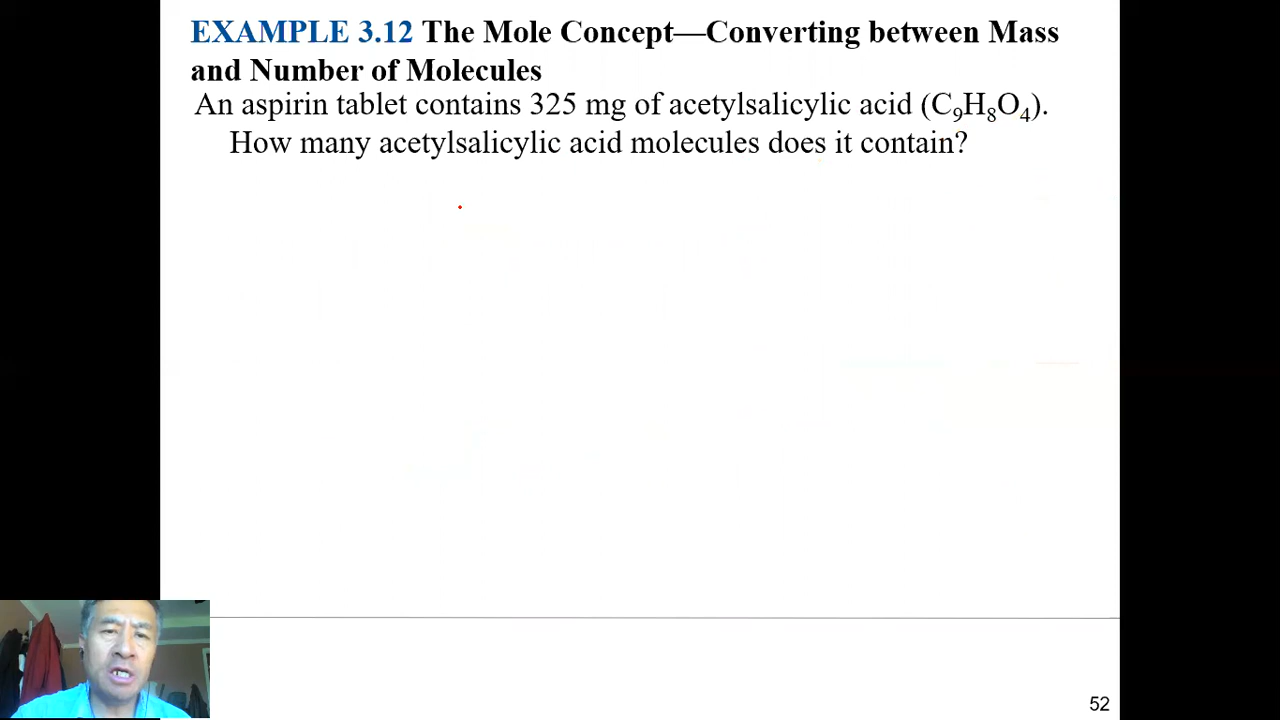 EXAMPLE 3.12 The Mole Concept—Converting between Mass
and Number of Molecules
An aspirin tablet contains 325 mg of acetylsalicylic acid (C₉H₈O₄).
How many acetylsalicylic acid molecules does it contain?
52